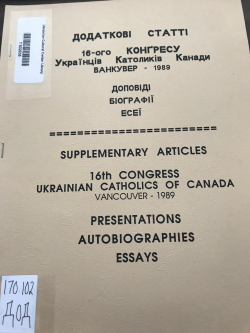 ДОДАТКОВІ СТАТТІ
16-ого КОНГРЕСУ
Українців Католиків Канади
ВАНКУВЕР - 1989
ДОПОВІДІ
БІОГРАФІЇ
ЕСЕЇ
SUPPLEMENTARY ARTICLES
16th CONGRESS
UKRAINIAN CATHOLICS OF CANADA
VANCOUVER - 1989
PRESENTATIONS
AUTOBIOGRAPHIES
ESSAYS
170.102
ДОД